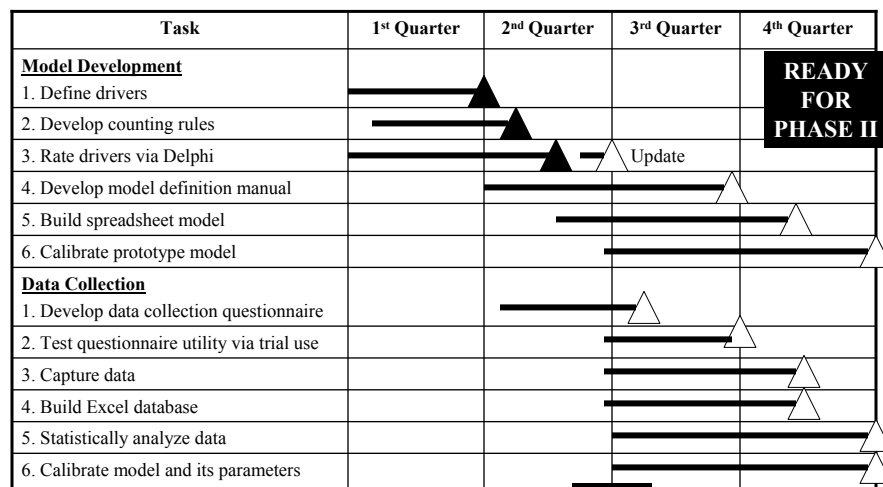 Task 1st Quarter 2nd Quarter 3rd Quarter 4th Quarter
Model Development
READY
FOR
PHASE II
1. Define drivers
2. Develop counting rules
3. Rate drivers via Delphi Update
4. Develop model definition manual
5. Build spreadsheet model
6. Calibrate prototype model
Data Collection
1. Develop data collection questionnaire
2. Test questionnaire utility via trial use
3. Capture data
4. Build Excel database
5. Statistically analyze data
6. Calibrate model and its parameters